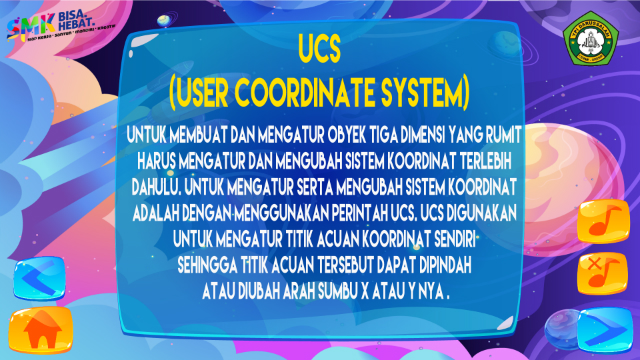 SMK BISA.
HEBAT.
UCS
(USER COORDINATE SYSTEM)
UNTUK MEMBUAT DAN MENGATUR OBYEK TIGA DIMENSI YANG RUMIT
HARUS MENGATUR DAN MENGUBAH SISTEM KOORDINAT TERLEBIH
DAHULU. UNTUK MENGATUR SERTA MENGUBAH SISTEM KOORDINAT
ADALAH DENGAN MENGGUNAKAN PERINTAH UCS. UCS DIGUNAKAN
UNTUK MENGATUR TITIK ACUAN KOORDINAT SENDIRI
SEHINGGA TITIK ACUAN TERSEBUT DAPAT DIPINDAH
ATAU DIUBAH ARAH SUMBU X ATAU Y NYA .